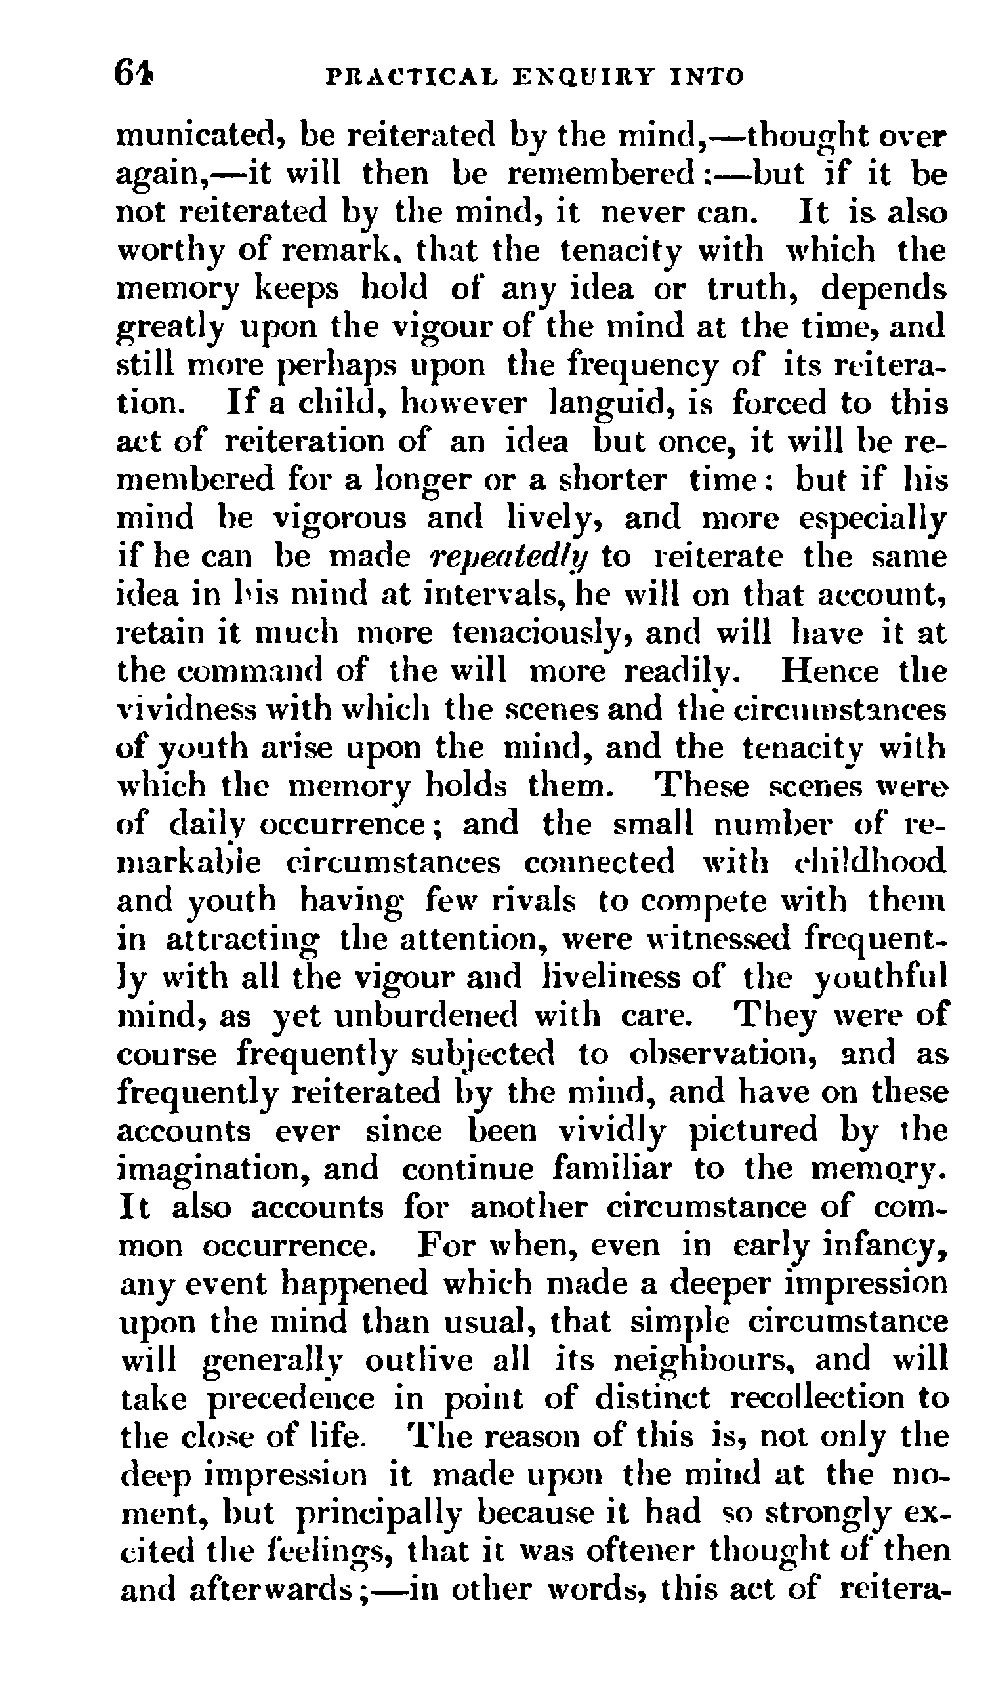 64 PRACTICAL ENQUIRY INTO
municated, be reiterated by the mind,—thought over
again,—it will then be remembered:—but if it be
not reiterated by the mind, it never can. It is also
worthy of remark, that the tenacity with which the
memory keeps hold of any idea or truth, depends
greatly upon the vigour of the mind at the time, and
still more perhaps upon the frequency of its reitera-
tion. If a child, however languid, is forced to this
act of reiteration of an idea but once, it will be re-
membered for a longer or a shorter time: but if his
mind be vigorous and lively, and more especially
if he can be made repeatedly to reiterate the same
idea in his mind at intervals, he will on that account,
retain it much more tenaciously, and will have it at
the command of the will more readily. Hence the
vividness with which the scenes and the circumstances
of youth arise upon the mind, and the tenacity with
which the memory holds them. These scenes were
of daily occurrence; and the small number of re-
markable circumstances connected with childhood
and youth having few rivals to compete with them
in attracting the attention, were witnessed frequent-
ly with all the vigour and liveliness of the youthful
mind, as yet unburdened with care. They were of
course frequently subjected to observation, and as
frequently reiterated by the mind, and have on these
accounts ever since been vividly pictured by the
imagination, and continue familiar to the memory.
It also accounts for another circumstance of com-
mon occurrence. For when, even in early infancy,
any event happened which made a deeper impression
upon the mind than usual, that simple circumstance
will generally outlive all its neighbours, and will
take precedence in point of distinct recollection to
the close of life. The reason of this is, not only the
deep impression it made upon the mind at the mo-
ment, but principally because it had so strongly ex-
cited the feelings, that it was oftener thought of then
and afterwards;—in other words, this act of reitera-